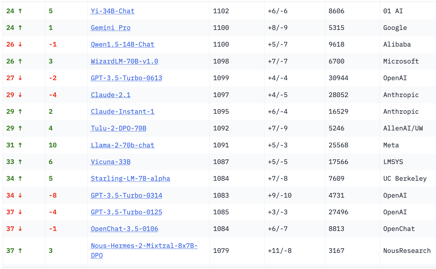 24 ↑ 5 Yi-34B-Chat 1102 +6/-6 8606 01 AI
24 ↑ 1 Gemini Pro 1100 +8/-9 5315 Google
26 ↓ -1 Qwen1.5-14B-Chat 1100 +5/-7 9618 Alibaba
26 ↑ 3 WizardLM-70B-v1.0 1098 +7/-7 6700 Microsoft
27 ↓ -2 GPT-3.5-Turbo-0613 1099 +4/-4 30944 OpenAI
29 ↓ -4 Claude-2.1 1097 +4/-5 28052 Anthropic
29 ↑ 2 Claude-Instant-1 1095 +6/-4 16529 Anthropic
29 ↑ 4 Tulu-2-DPO-70B 1092 +7/-9 5246 AllenAI/UW
31 ↑ 10 Llama-2-70b-chat 1091 +5/-3 25568 Meta
33 ↑ 6 Vicuna-33B 1087 +5/-5 17566 LMSYS
34 ↑ 5 Starling-LM-7B-alpha 1084 +7/-8 7609 UC Berkeley
34 ↓ -8 GPT-3.5-Turbo-0314 1083 +9/-10 4731 OpenAI
37 ↓ -4 GPT-3.5-Turbo-0125 1085 +3/-3 27496 OpenAI
37 ↓ -1 OpenChat-3.5-0106 1084 +6/-7 8813 OpenChat
37 ↑ 3 Nous-Hermes-2-Mixtral-8x7B-
DPO 1079 +11/-8 3167 NousResearch